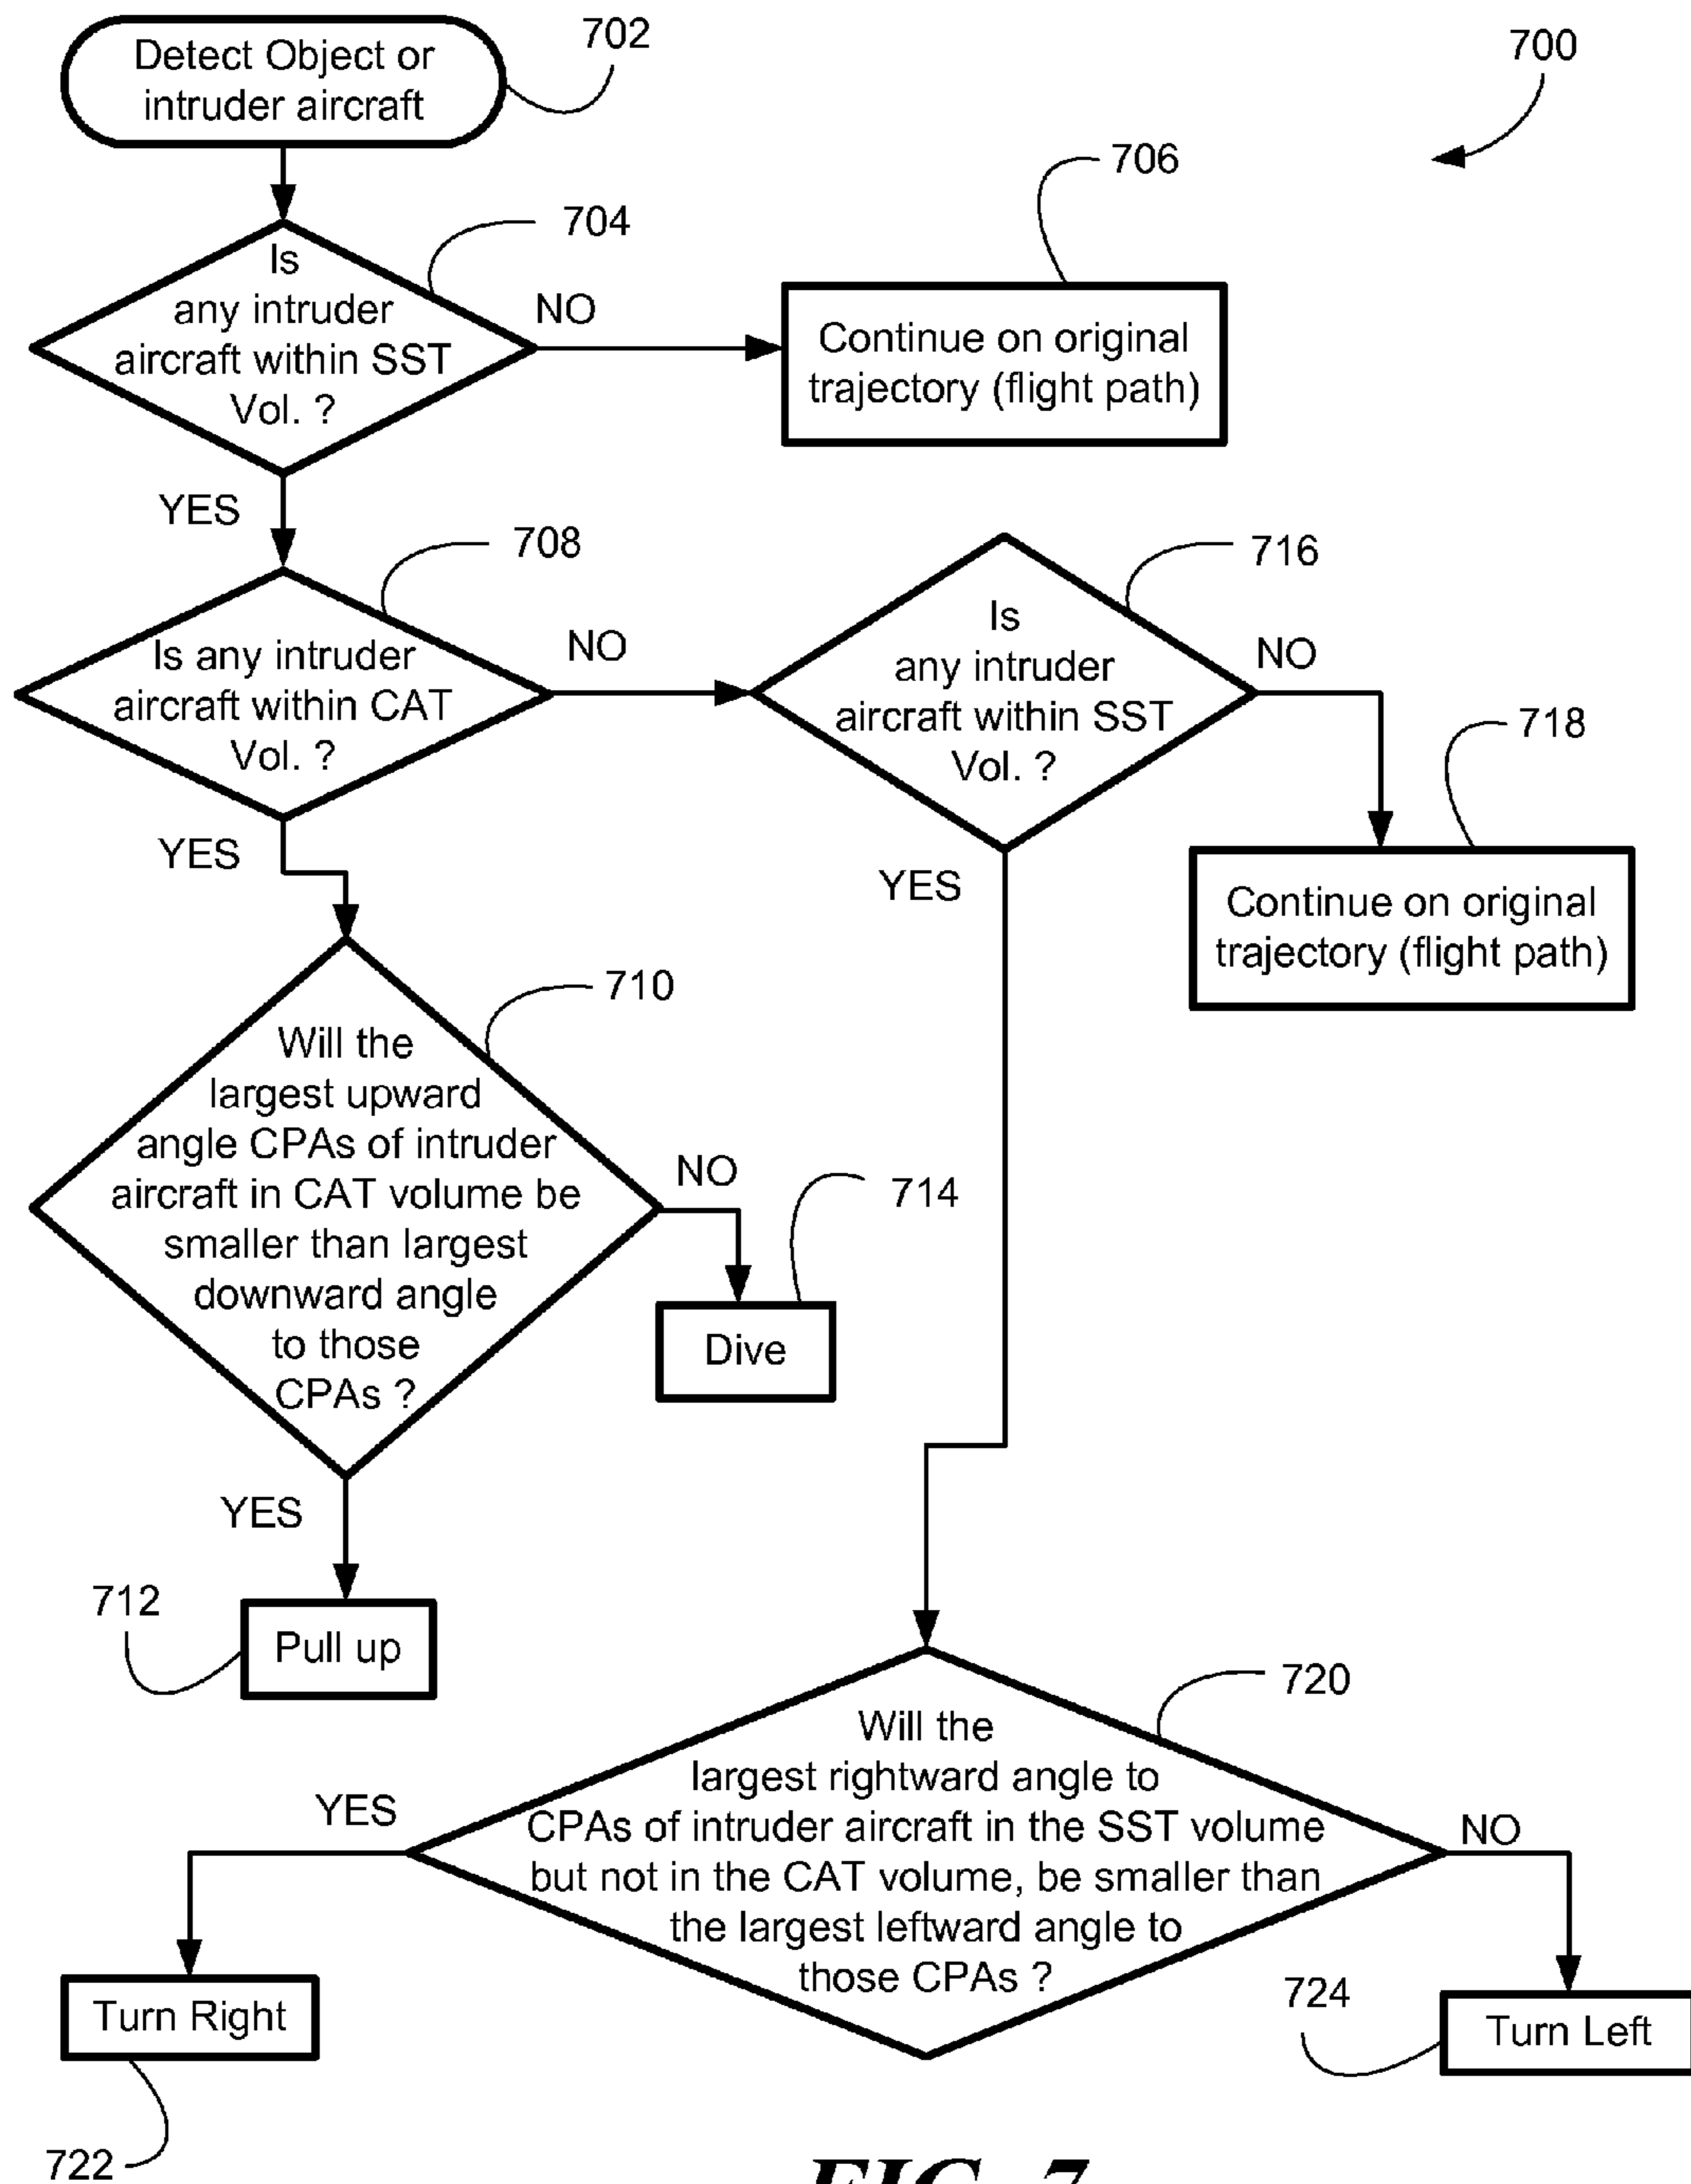 Detect Object or
intruder aircraft
702
700
706
704
Is
any intruder
aircraft within SST
Vol. ?
NO
Continue on original
trajectory (flight path)
YES
708
716
Is any intruder
aircraft within CAT
Vol. ?
NO
Is
any intruder
aircraft within SST
Vol. ?
NO
718
YES
YES
Continue on original
trajectory (flight path)
710
Will the
largest upward
angle CPAs of intruder
aircraft in CAT volume be
smaller than largest
downward angle
to those
CPAs ?
NO
714
Dive
YES
712
Pull up
720
Will the
largest rightward angle to
CPAs of intruder aircraft in the SST volume
but not in the CAT volume, be smaller than
the largest leftward angle to
those CPAs ?
YES
NO
Turn Right
724
Turn Left
722
FIG. 7